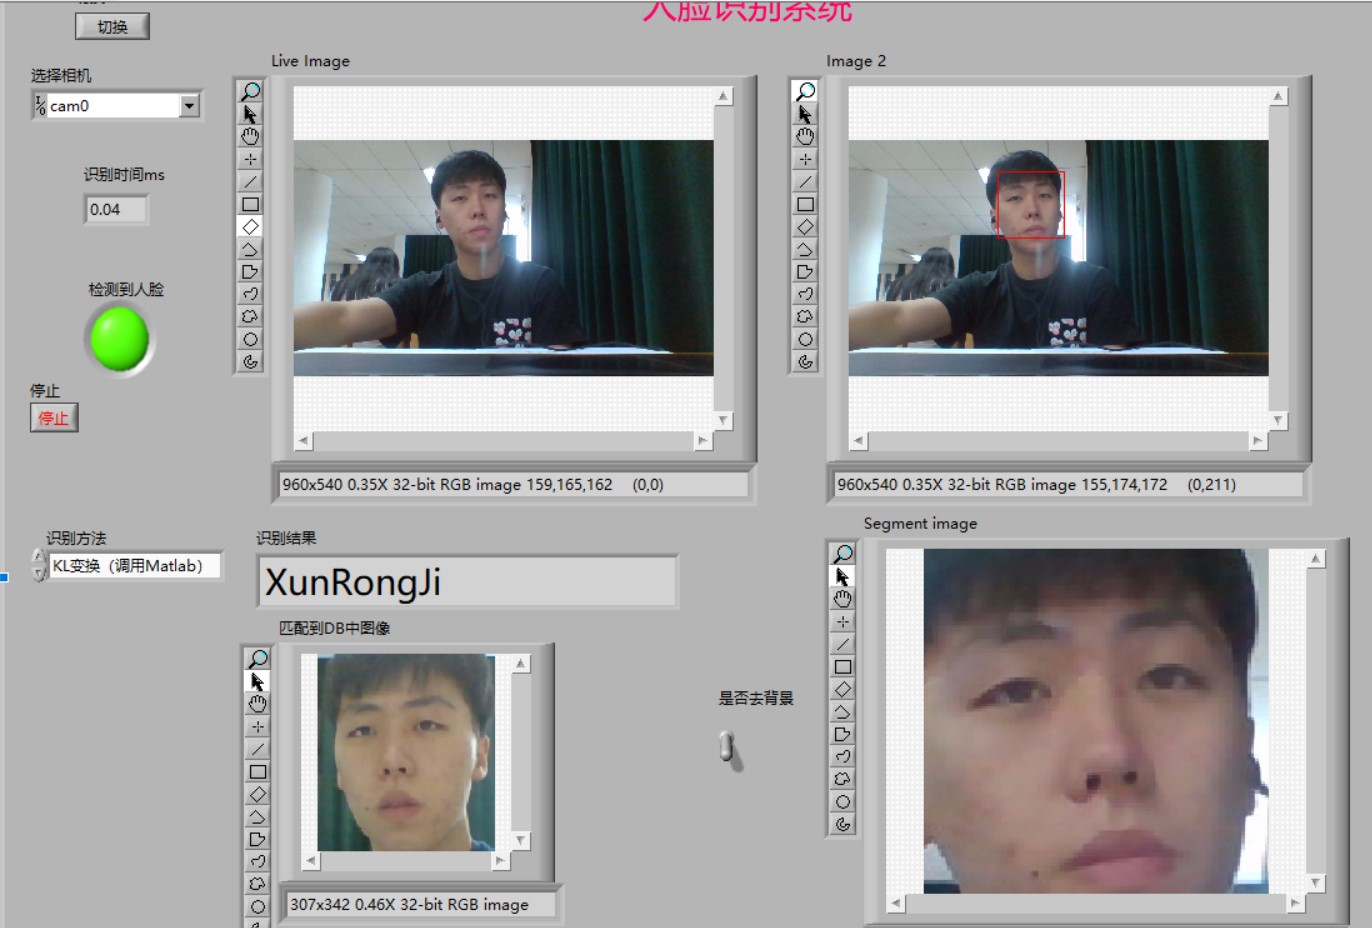 人脸识别系统
切换
Live Image
Image 2
选择相机
cam0
识别时间ms
0.04
检测到人脸
停止
停止
960x540 0.35X 32-bit RGB image 159,165,162 (0,0)
960x540 0.35X 32-bit RGB image 155,174,172 (0,211)
Segment image
识别方法
KL变换（调用Matlab）
识别结果
XunRongJi
匹配到DB中图像
是否去背景
307x342 0.46X 32-bit RGB image